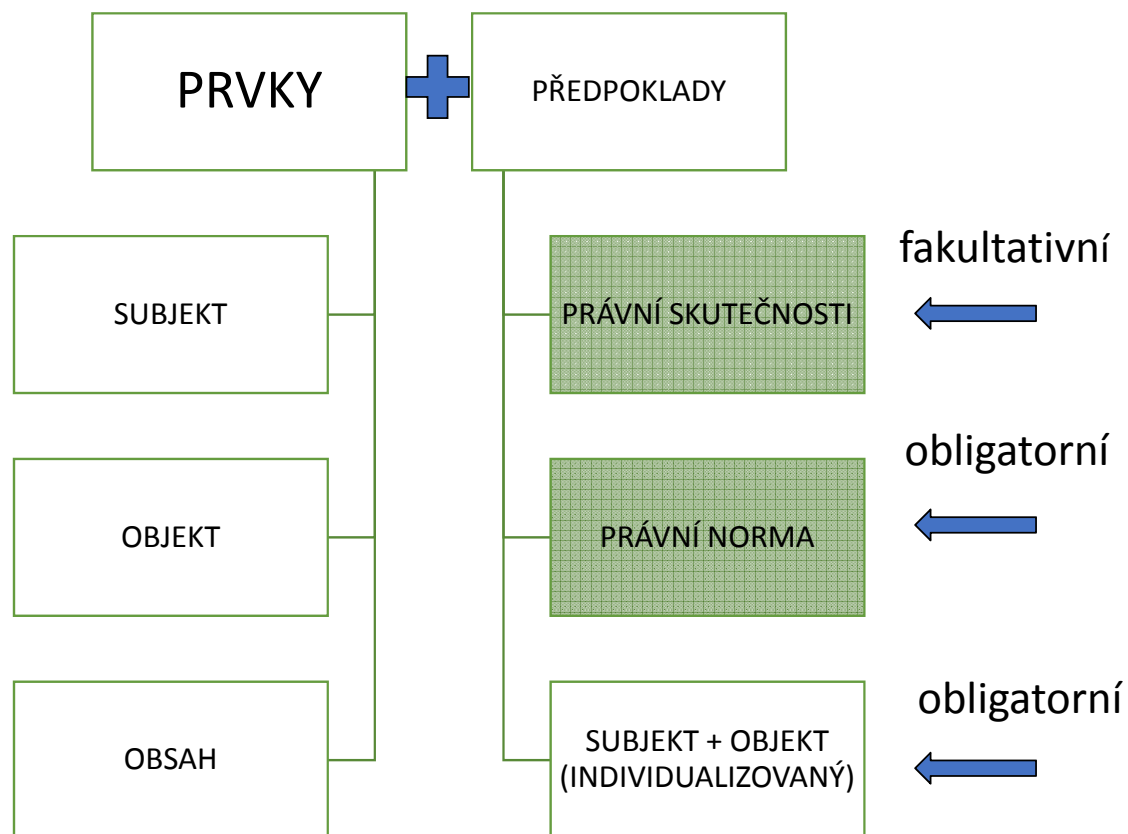 PRVKY
PŘEDPOKLADY
SUBJEKT
PRÁVNÍ SKUTEČNOSTI
fakultativní
OBJEKT
PRÁVNÍ NORMA
obligatorní
OBSAH
SUBJEKT + OBJEKT
(INDIVIDUALIZOVANÝ)
obligatorní